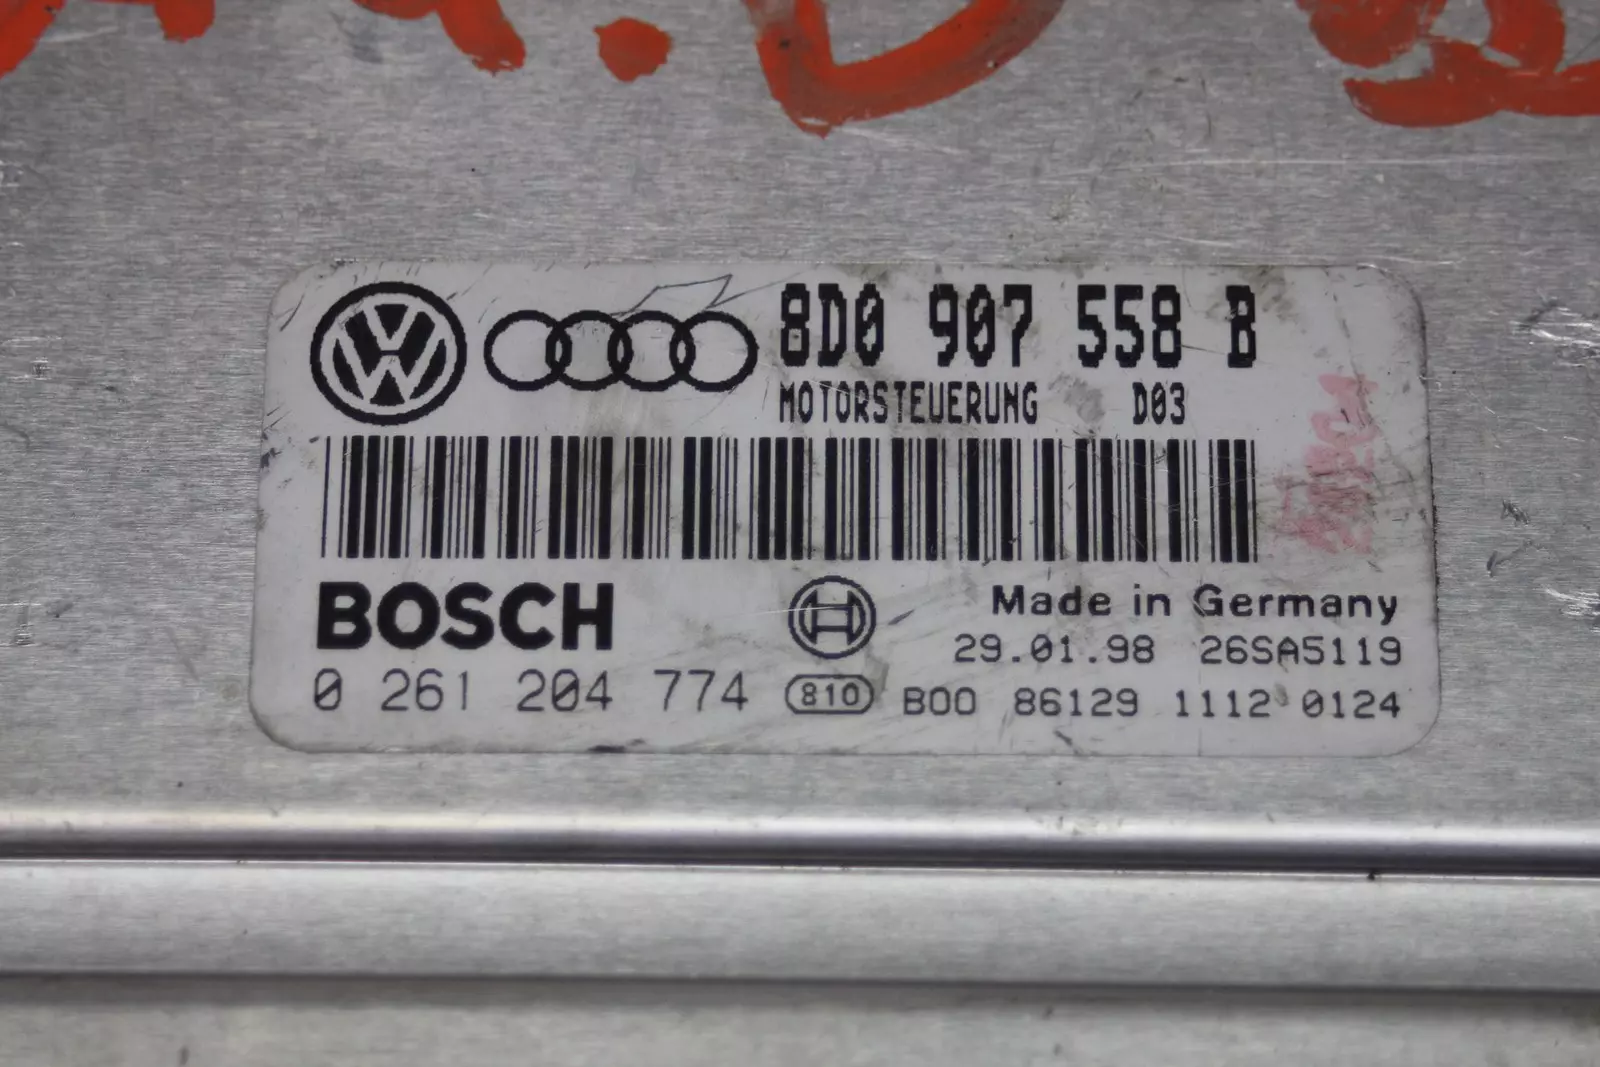 8D0 907 558 B
MOTORSTEUERUNG D03
BOSCH
Made in Germany
29.01.98 26SA5119
0 261 204 774 810 B00 86129 1112 0124